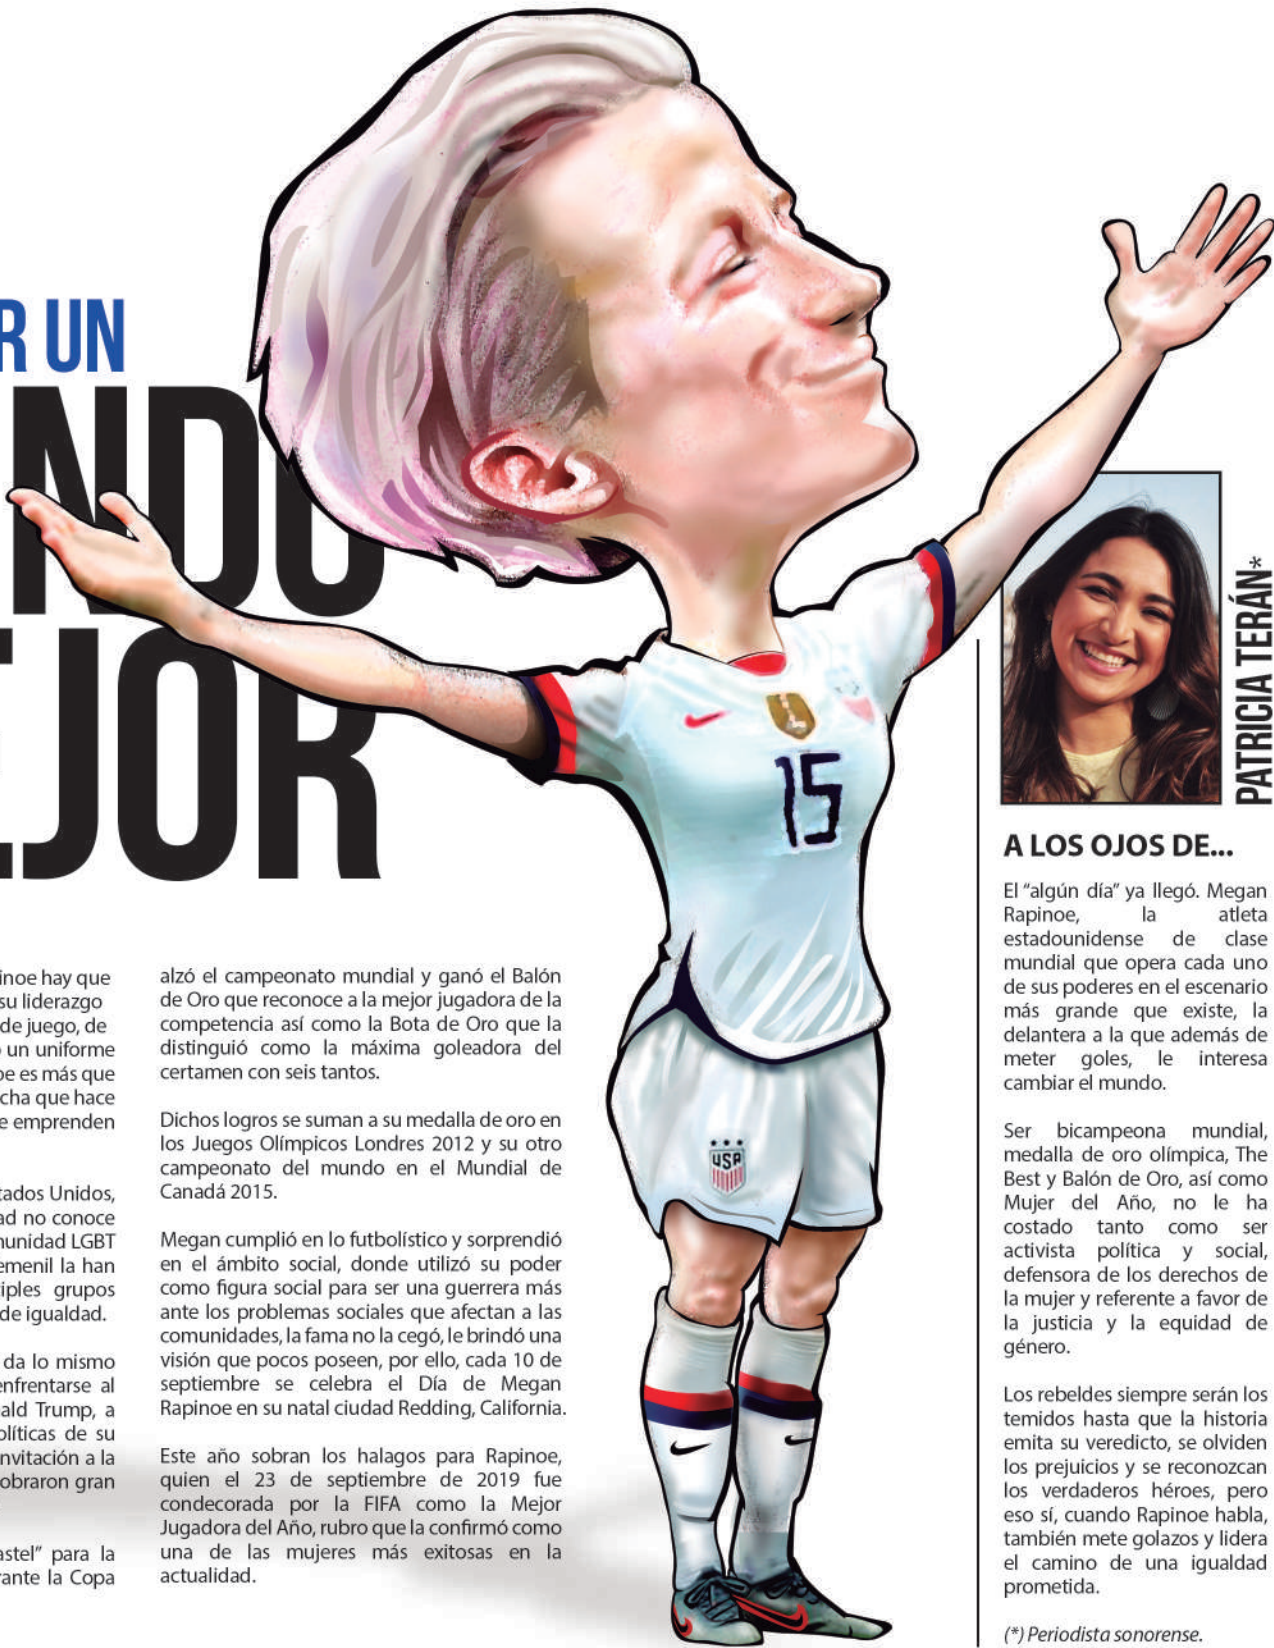 R UN
NDO
EJOR
inoe hay que
su liderazgo
de juego, de
o un uniforme
oe es más que
cha que hace
e emprenden
tados Unidos,
ad no conoce
nunidad LGBT
emenil la han
iples grupos
de igualdad.
da lo mismo
enfrentarse al
ald Trump, a
olíticas de su
nvitación a la
obraron gran
astel” para la
rante la Copa
alzó el campeonato mundial y ganó el Balón
de Oro que reconoce a la mejor jugadora de la
competencia así como la Bota de Oro que la
distinguió como la máxima goleadora del
certamen con seis tantos.
Dichos logros se suman a su medalla de oro en
los Juegos Olímpicos Londres 2012 y su otro
campeonato del mundo en el Mundial de
Canadá 2015.
Megan cumplió en lo futbolístico y sorprendió
en el ámbito social, donde utilizó su poder
como figura social para ser una guerrera más
ante los problemas sociales que afectan a las
comunidades, la fama no la cegó, le brindó una
visión que pocos poseen, por ello, cada 10 de
septiembre se celebra el Día de Megan
Rapinoe en su natal ciudad Redding, California.
Este año sobran los halagos para Rapinoe,
quien el 23 de septiembre de 2019 fue
condecorada por la FIFA como la Mejor
Jugadora del Año, rubro que la confirmó como
una de las mujeres más exitosas en la
actualidad.
15
USA
PATRICIA TERÁN*
A LOS OJOS DE...
El “algún día” ya llegó. Megan
Rapinoe, la atleta
estadounidense de clase
mundial que opera cada uno
de sus poderes en el escenario
más grande que existe, la
delantera a la que además de
meter goles, le interesa
cambiar el mundo.
Ser bicampeona mundial,
medalla de oro olímpica, The
Best y Balón de Oro, así como
Mujer del Año, no le ha
costado tanto como ser
activista política y social,
defensora de los derechos de
la mujer y referente a favor de
la justicia y la equidad de
género.
Los rebeldes siempre serán los
temidos hasta que la historia
emita su veredicto, se olviden
los prejuicios y se reconozcan
los verdaderos héroes, pero
eso sí, cuando Rapinoe habla,
también mete golazos y lidera
el camino de una igualdad
prometida.
(*) Periodista sonorense.